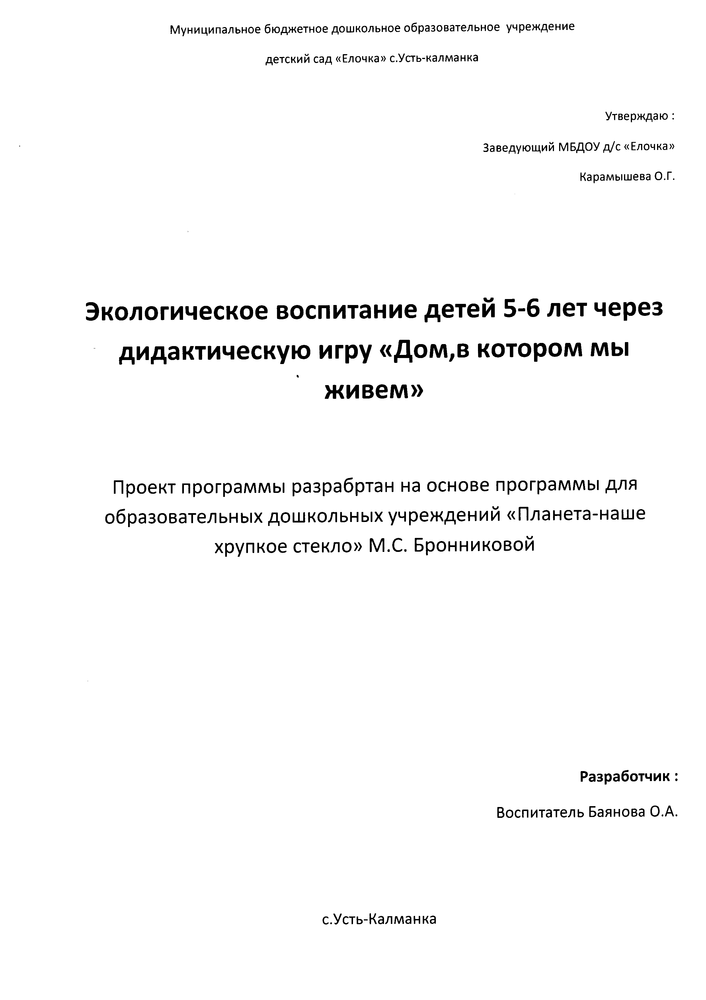 Муниципальное бюджетное дошкольное образовательное учреждение
детский сад «Елочка» с.Усть-калманка
Утверждаю :
Заведующий МБДОУ д/с «Елочка»
Карамышева О.Г.
Экологическое воспитание детей 5-6 лет через
дидактическую игру «Дом,в котором мы
живем»
Проект программы разрабртан на основе программы для
образовательных дошкольных учреждений «Планета-наше
хрупкое стекло» М.С. Бронниковой
Разработчик :
Воспитатель Баянова О.А.
с.Усть-Калманка